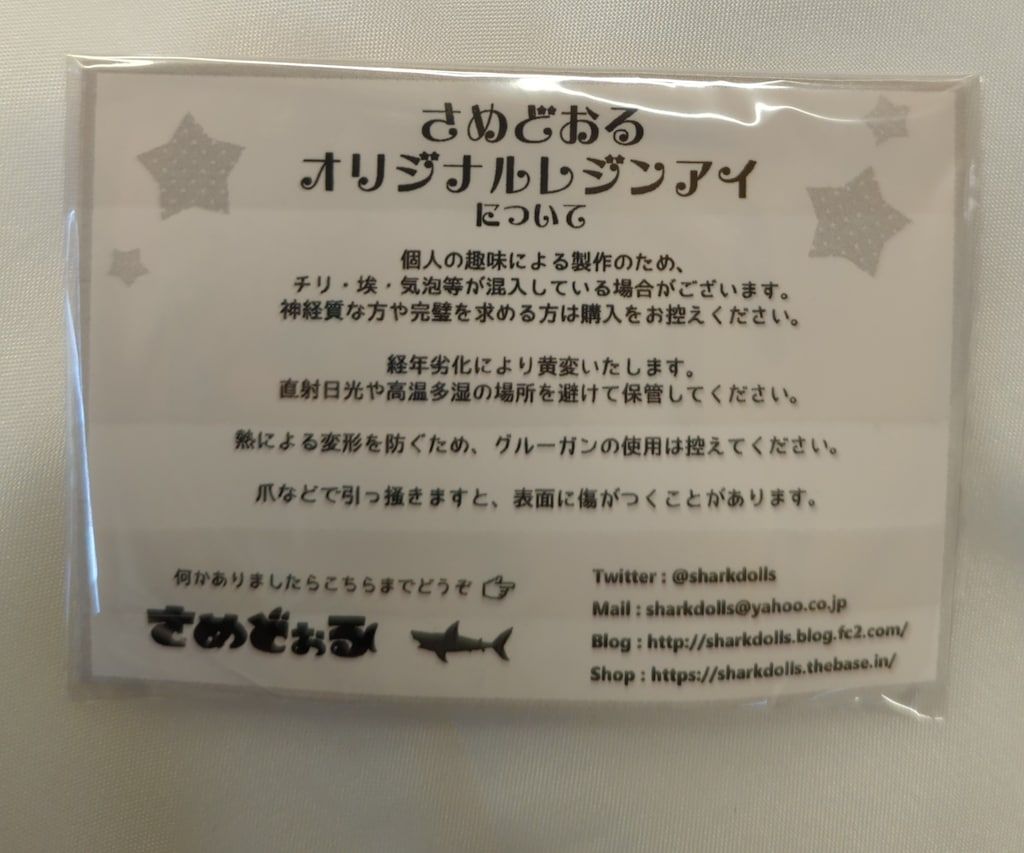 さめどおる
オリジナルレジンアイ
について
個人の趣味による製作のため、
チリ・埃・気泡等が混入している場合がございます。
神経質な方や完璧を求める方は購入をお控えください。
経年劣化により黄変いたします。
直射日光や高温多湿の場所を避けて保管してください。
熱による変形を防ぐため、グルーガンの使用は控えてください。
爪などで引っ掻きますと、表面に傷がつくことがあります。
何かありましたらこちらまでどうぞ
さめどぉる
Twitter : @sharkdolls
Mail : sharkdolls@yahoo.co.jp
Blog : http://sharkdolls.blog.fc2.com/
Shop : https://sharkdolls.thebase.in/